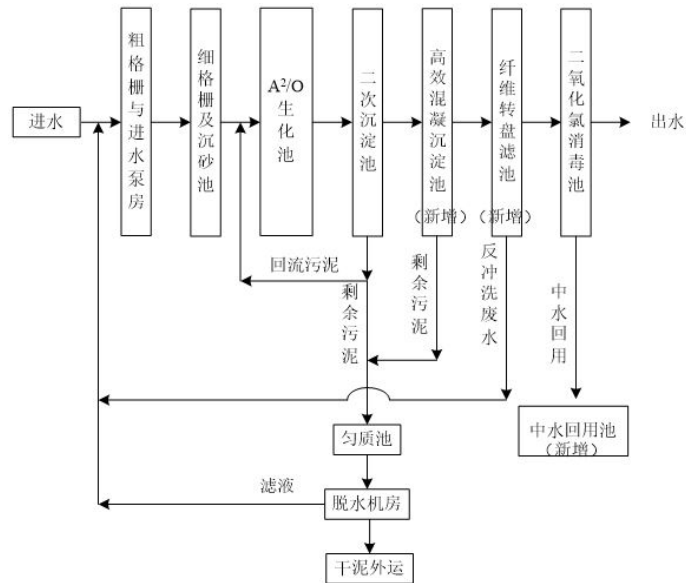 进水
粗格栅与进水泵房
细格栅及沉砂池
A²/O
生化池
二次沉淀池
高效混凝沉淀池
（新增）
纤维转盘滤池
（新增）
二氧化氯消毒池
出水
回流污泥
剩余污泥
剩余污泥
反冲洗废水
中水回用
匀质池
中水回用池
（新增）
滤液
脱水机房
干泥外运